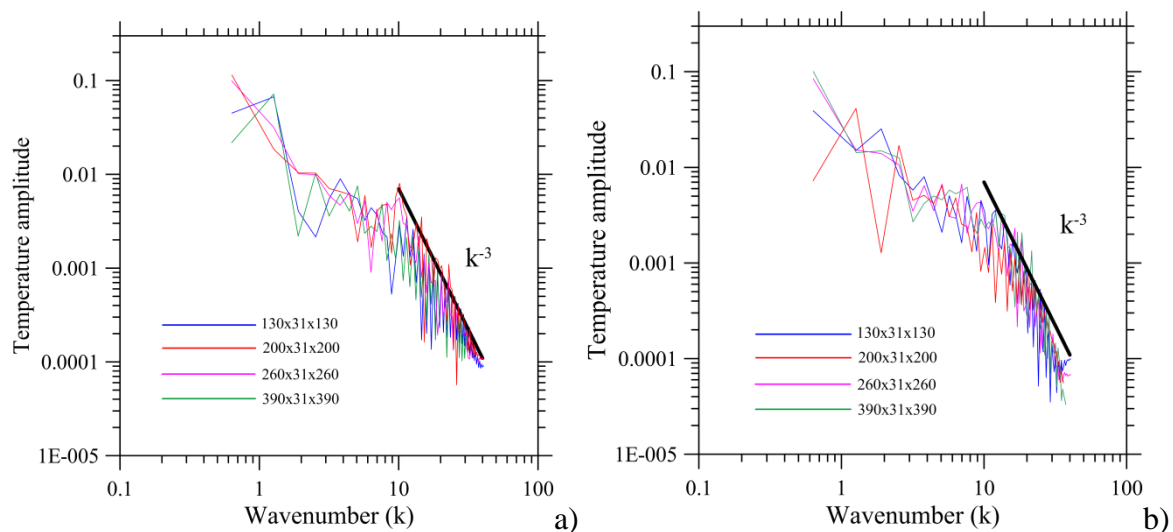 Temperature amplitude
0.1
0.01
0.001
0.0001
1E-005
k-3
130x31x130
200x31x200
260x31x260
390x31x390
0.1
1
10
100
Wavenumber (k)
a)
Temperature amplitude
0.1
0.01
0.001
0.0001
1E-005
k-3
130x31x130
200x31x200
260x31x260
390x31x390
0.1
1
10
100
Wavenumber (k)
b)